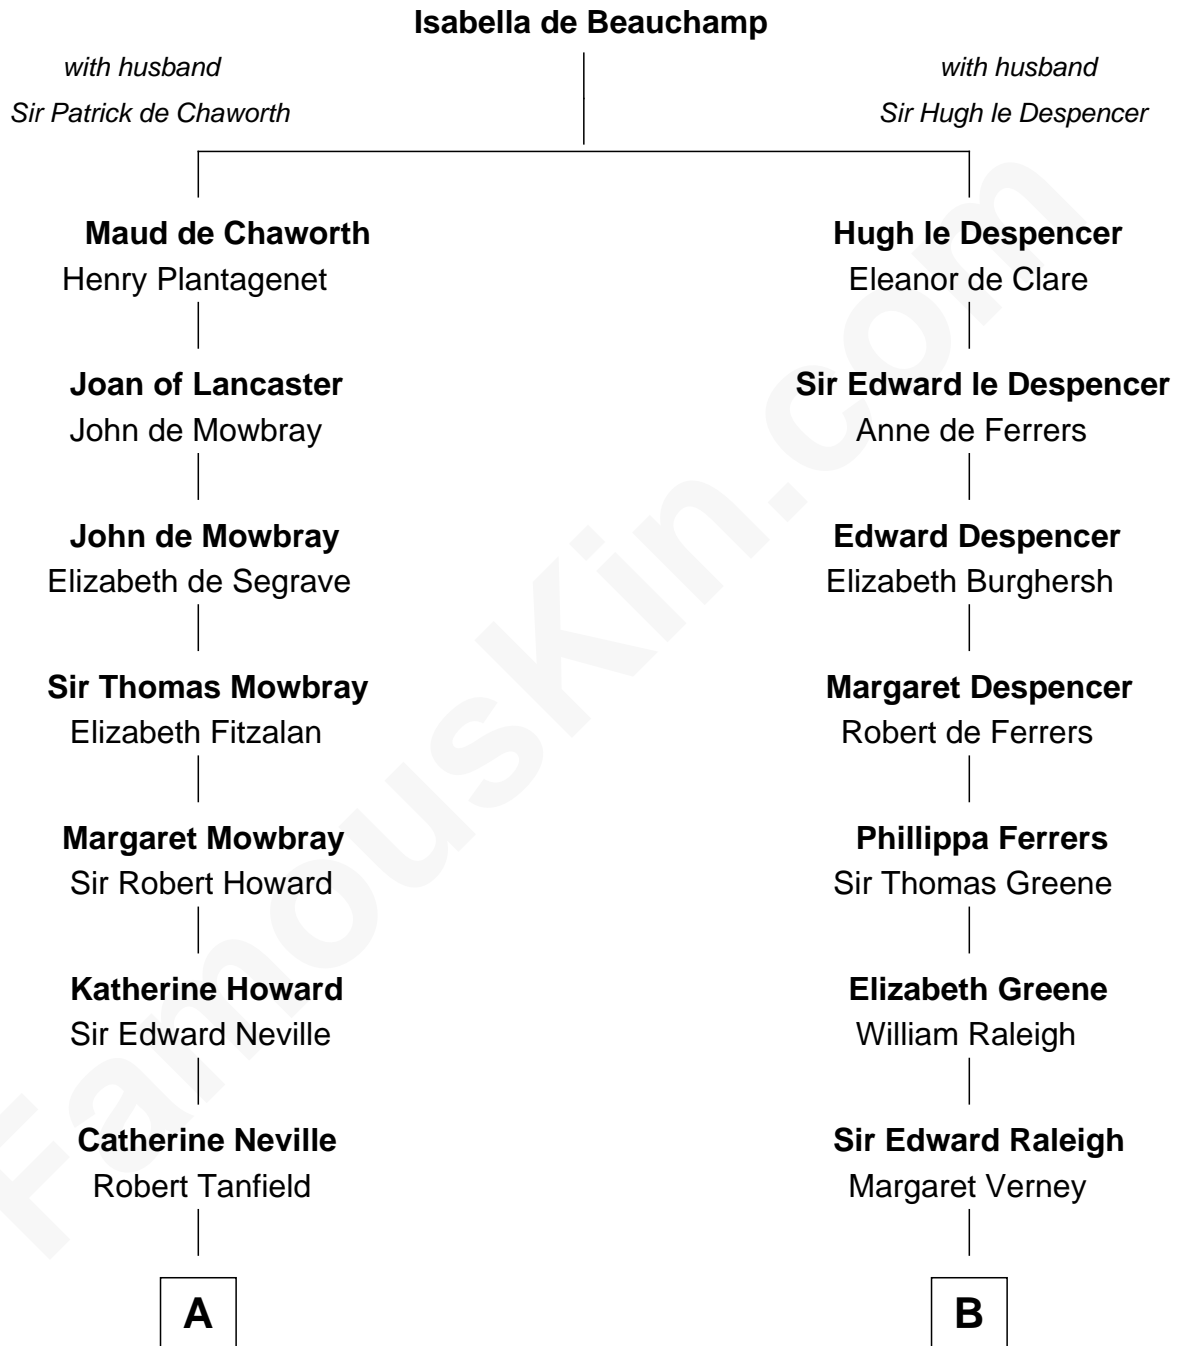 Isabella de Beauchamp
with husband
Sir Patrick de Chaworth
with husband
Sir Hugh le Despencer
Maud de Chaworth
Henry Plantagenet
Hugh le Despencer
Eleanor de Clare
Joan of Lancaster
John de Mowbray
Sir Edward le Despencer
Anne de Ferrers
John de Mowbray
Elizabeth de Segrave
Edward Despencer
Elizabeth Burghersh
Sir Thomas Mowbray
Elizabeth Fitzalan
Margaret Despencer
Robert de Ferrers
Margaret Mowbray
Sir Robert Howard
Phillippa Ferrers
Sir Thomas Greene
Katherine Howard
Sir Edward Neville
Elizabeth Greene
William Raleigh
Catherine Neville
Robert Tanfield
Sir Edward Raleigh
Margaret Verney
A
B
FamousKin.com